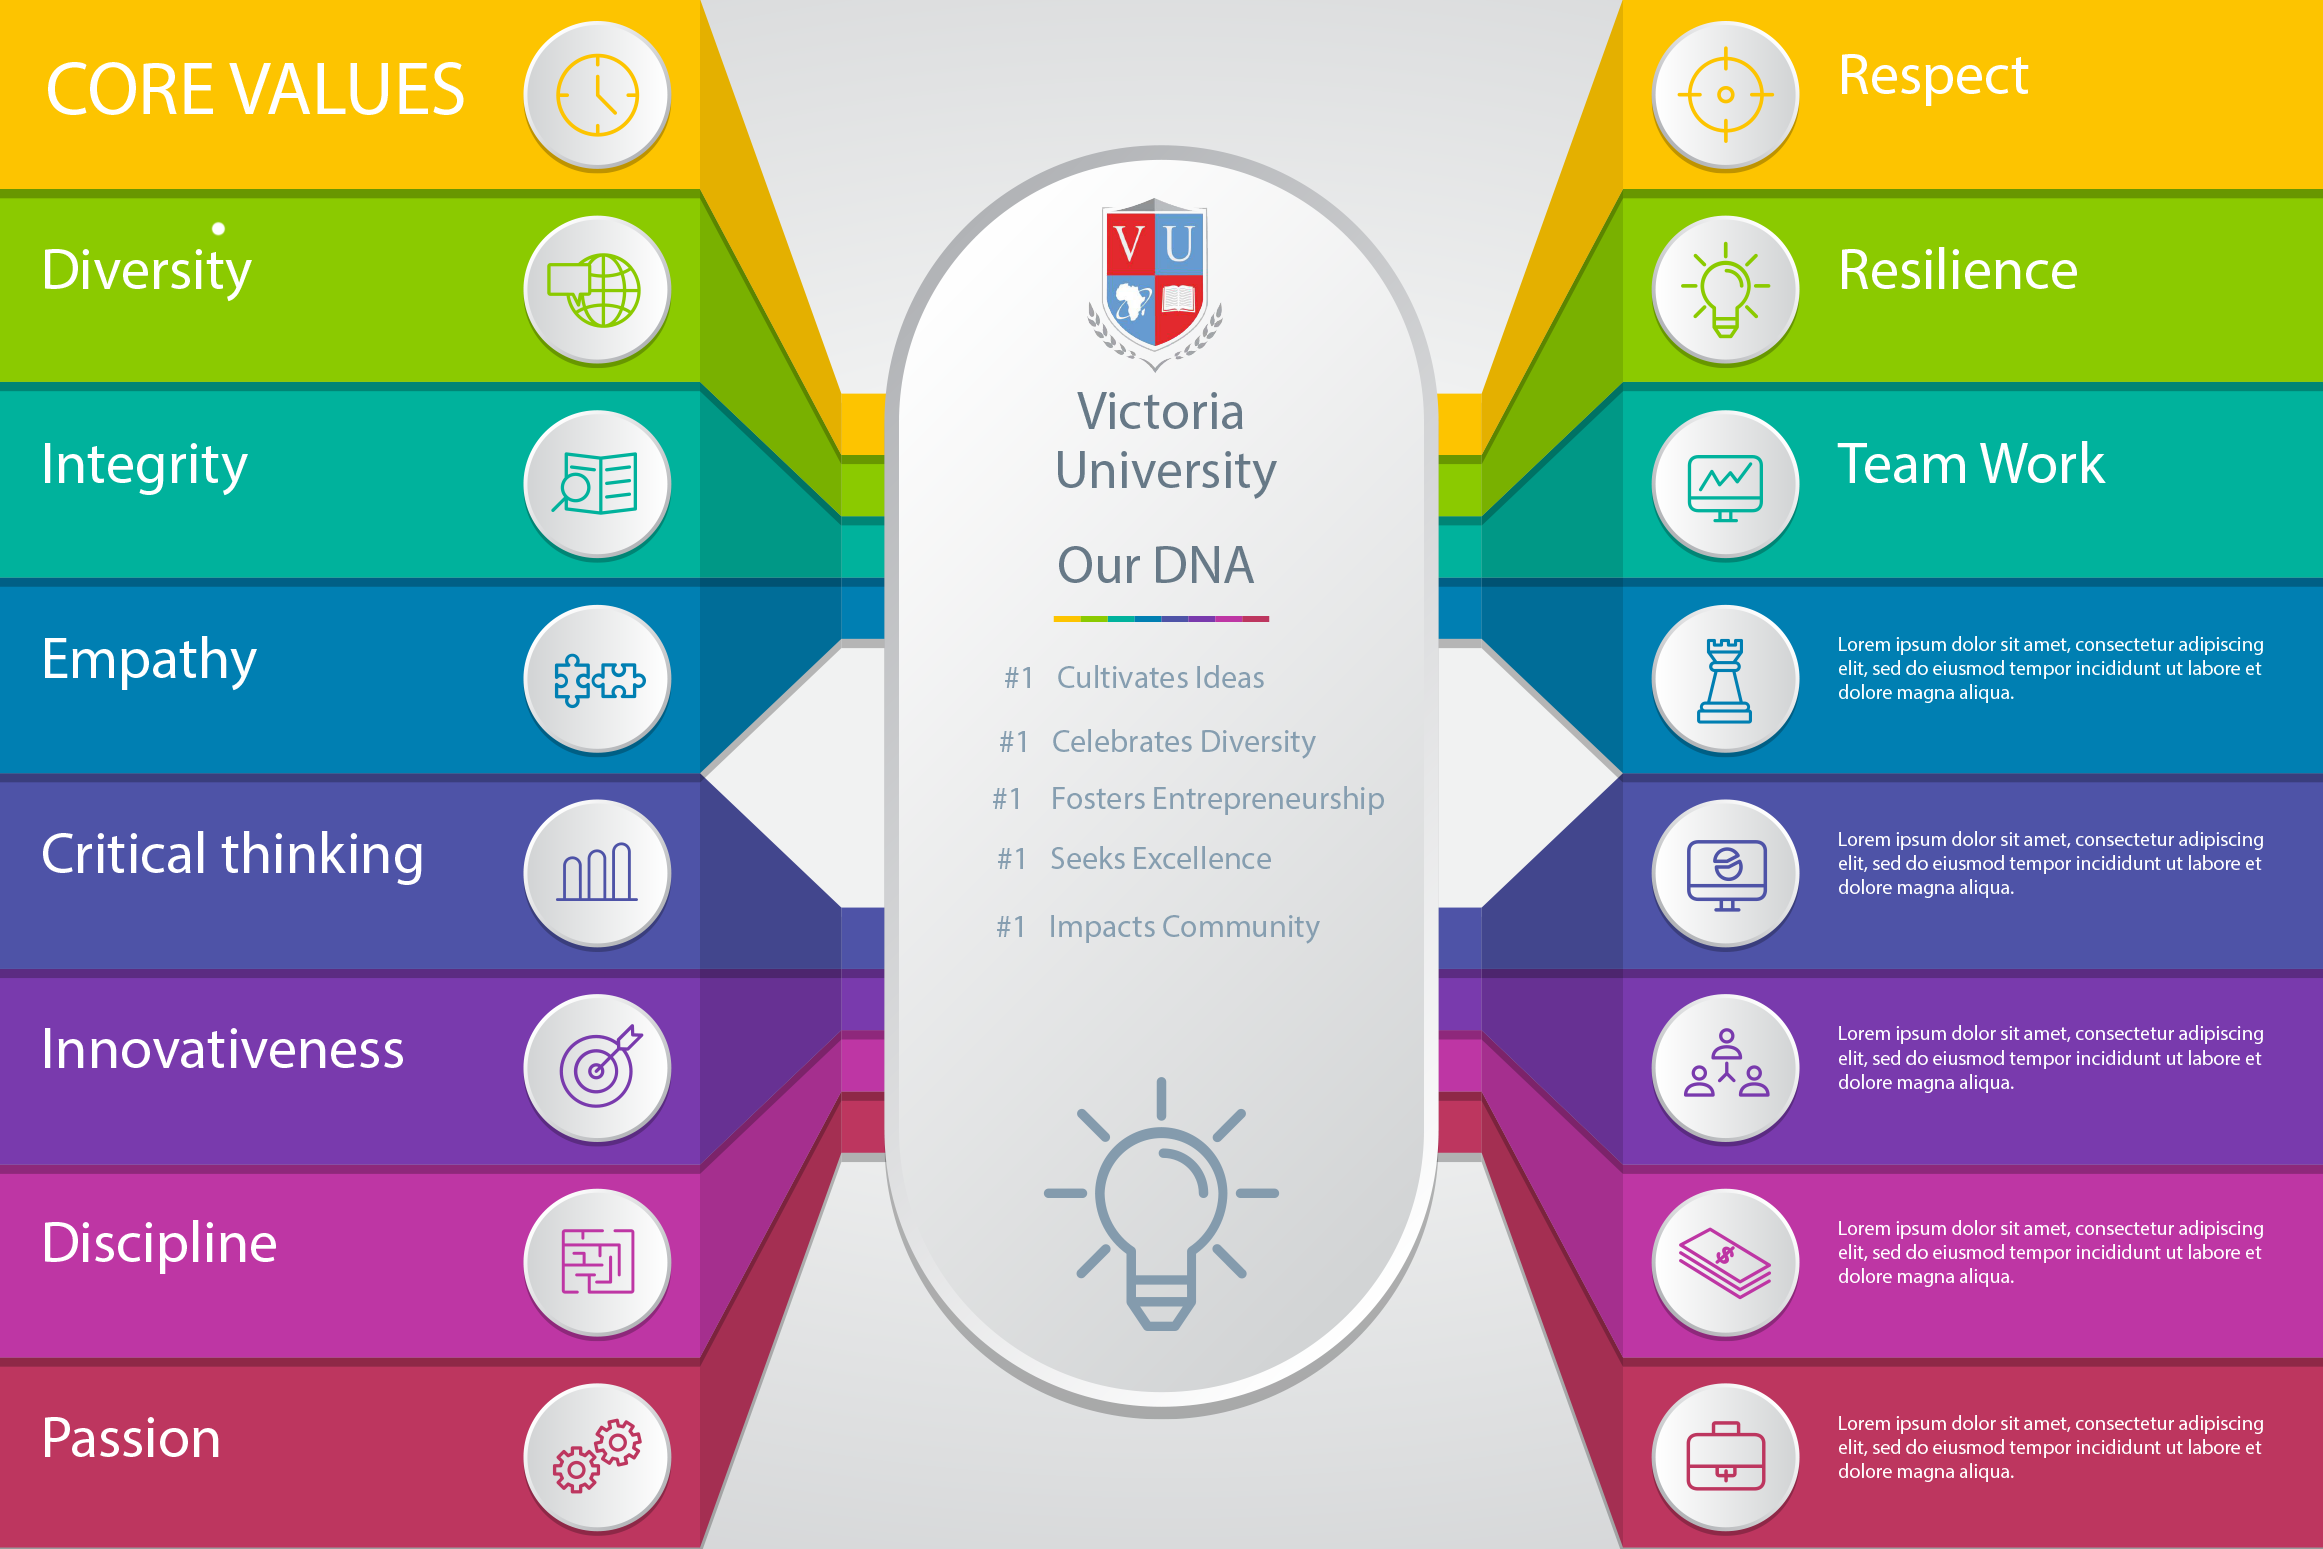 CORE VALUES
Diversity
Integrity
Empathy
Critical thinking
Innovativeness
Discipline
Passion
V U
Victoria
University
Our DNA
#1 Cultivates Ideas
#1 Celebrates Diversity
#1 Fosters Entrepreneurship
#1 Seeks Excellence
#1 Impacts Community
Respect
Resilience
Team Work
Lorem ipsum dolor sit amet, consectetur adipiscing
elit, sed do eiusmod tempor incididunt ut labore et
dolore magna aliqua.
Lorem ipsum dolor sit amet, consectetur adipiscing
elit, sed do eiusmod tempor incididunt ut labore et
dolore magna aliqua.
Lorem ipsum dolor sit amet, consectetur adipiscing
elit, sed do eiusmod tempor incididunt ut labore et
dolore magna aliqua.
$
Lorem ipsum dolor sit amet, consectetur adipiscing
elit, sed do eiusmod tempor incididunt ut labore et
dolore magna aliqua.
Lorem ipsum dolor sit amet, consectetur adipiscing
elit, sed do eiusmod tempor incididunt ut labore et
dolore magna aliqua.